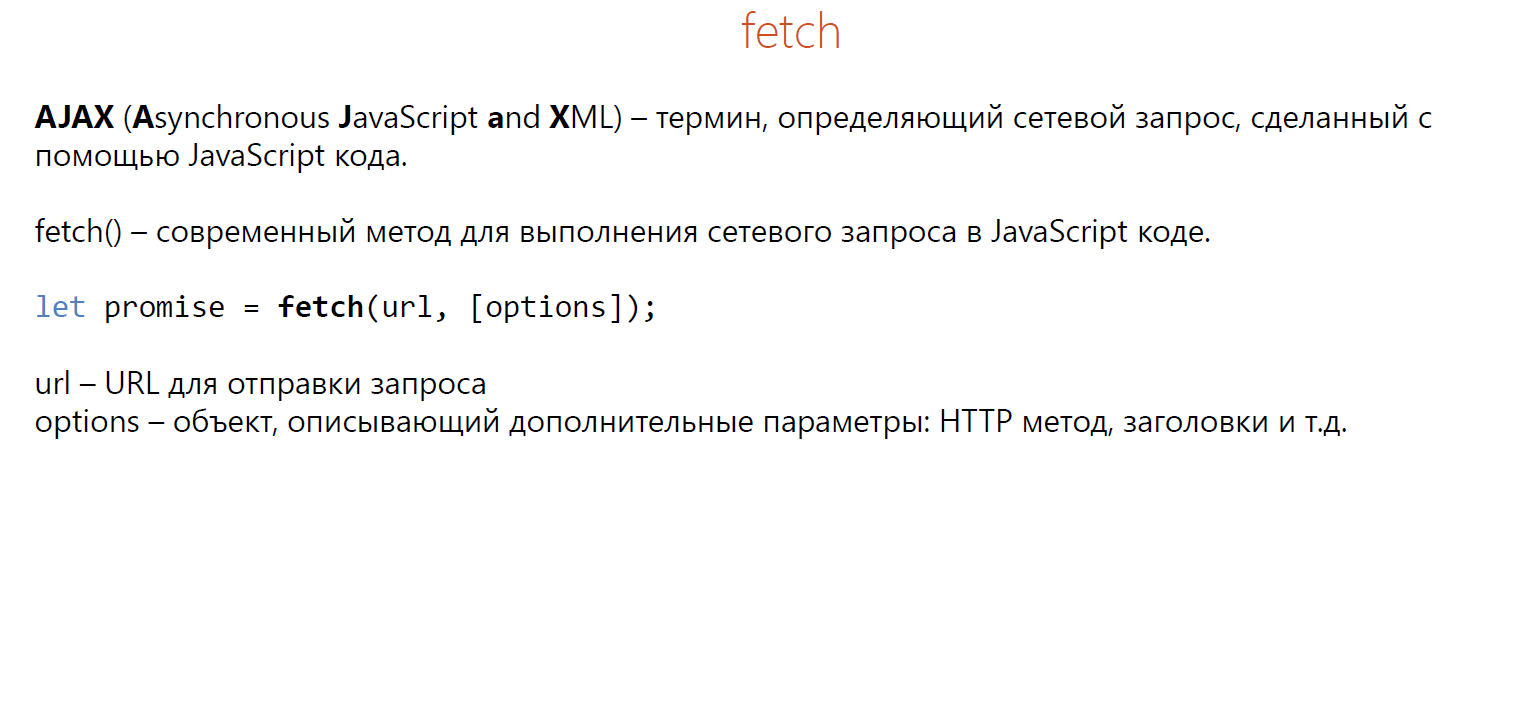 fetch
AJAX (Asynchronous JavaScript and XML) – термин, определяющий сетевой запрос, сделанный с
помощью JavaScript кода.
fetch() – современный метод для выполнения сетевого запроса в JavaScript коде.
let promise = fetch(url, [options]);
url – URL для отправки запроса
options – объект, описывающий дополнительные параметры: HTTP метод, заголовки и т.д.